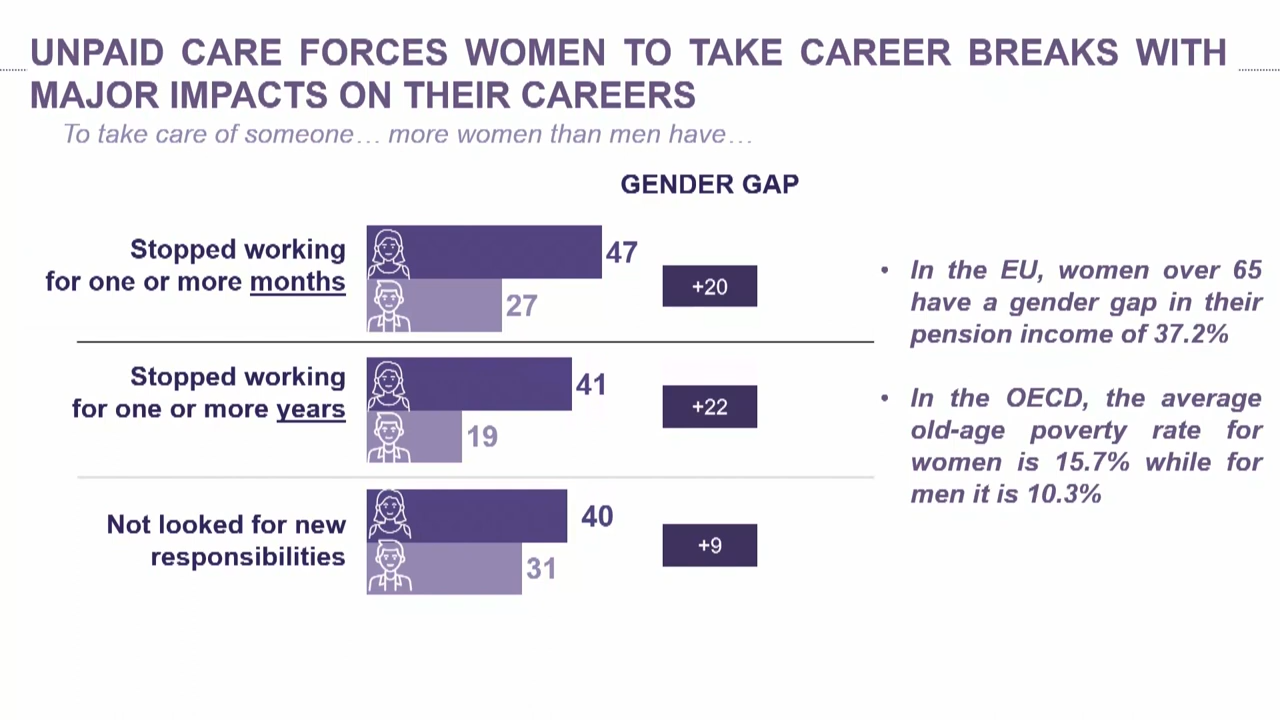 UNPAID CARE FORCES WOMEN TO TAKE CAREER BREAKS WITH
MAJOR IMPACTS ON THEIR CAREERS
To take care of someone… more women than men have…
GENDER GAP
Stopped working
for one or more months
47
27
+20
Stopped working
for one or more years
41
19
+22
Not looked for new
responsibilities
40
31
+9
• In the EU, women over 65
have a gender gap in their
pension income of 37.2%
• In the OECD, the average
old-age poverty rate for
women is 15.7% while for
men it is 10.3%